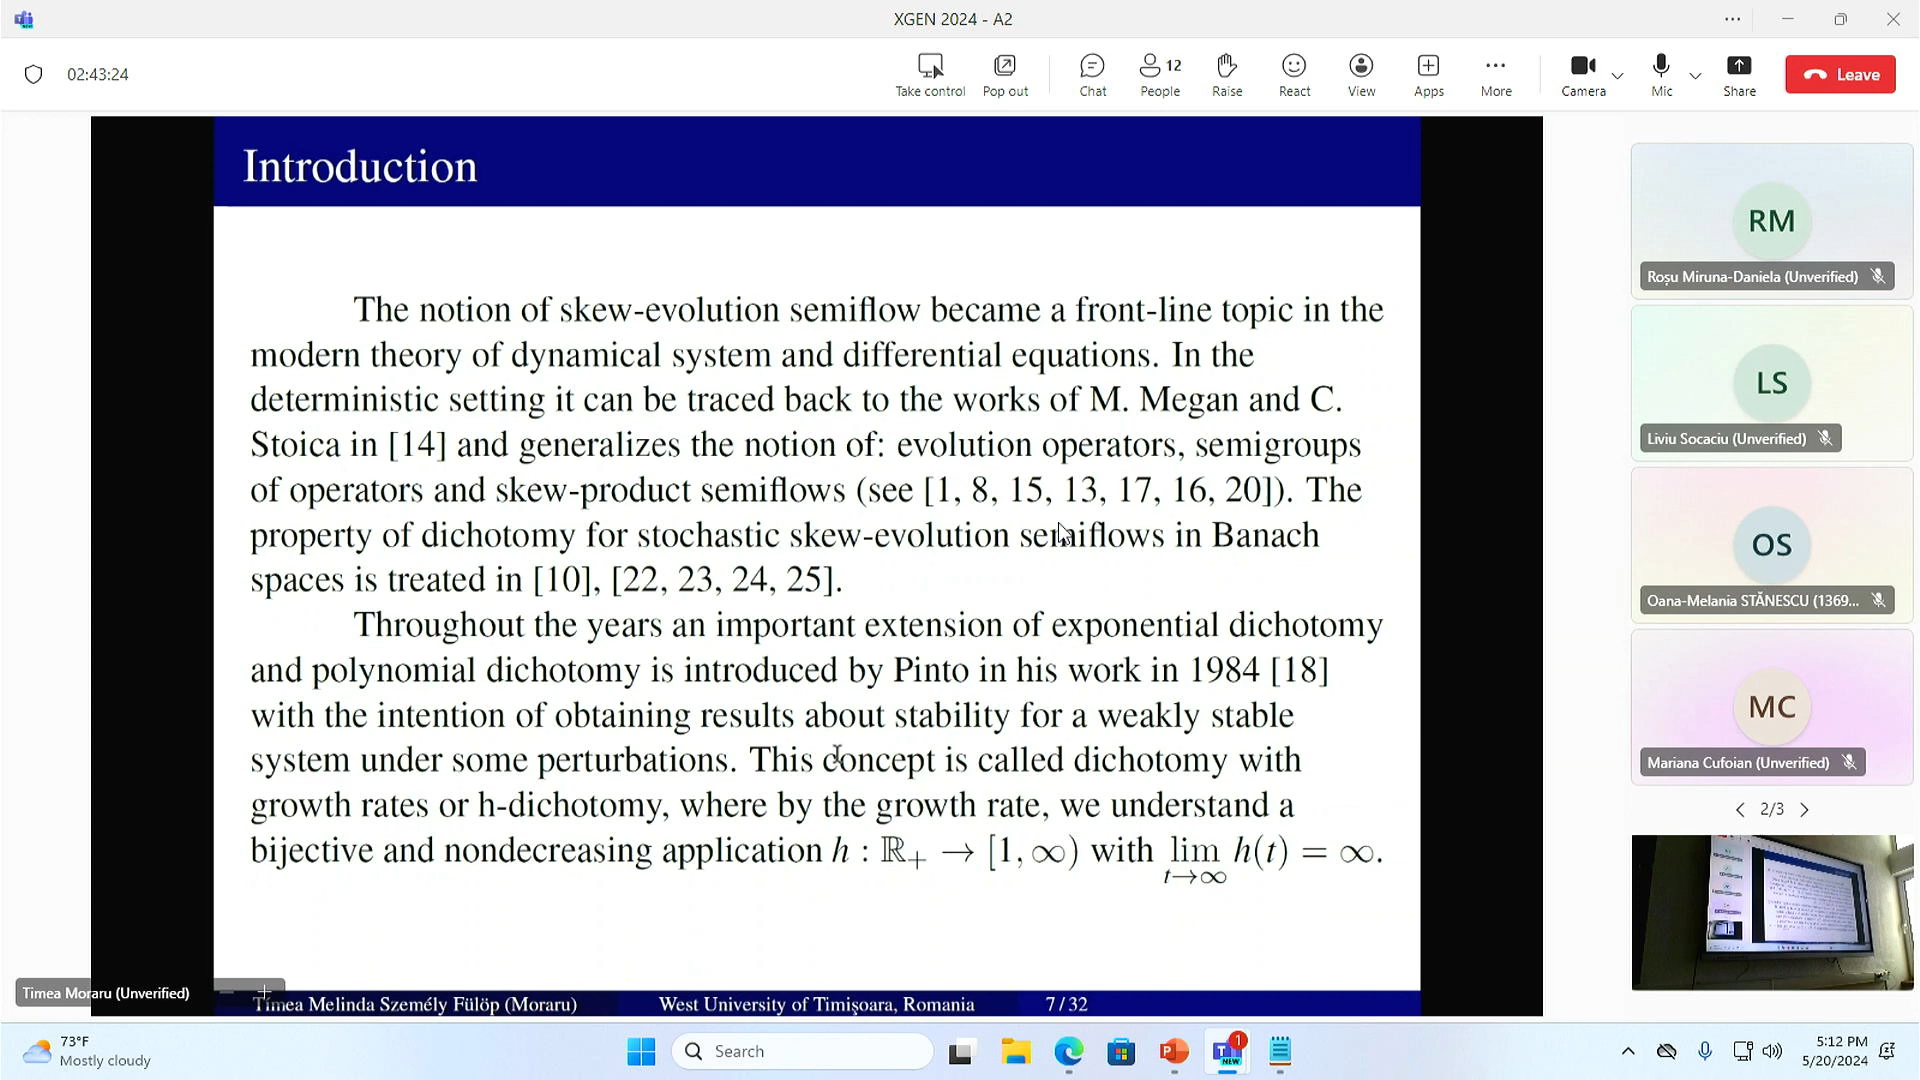 XGEN 2024 - A2
02:43:24
Take control
Pop out
Chat
12
People
Raise
React
View
Apps
More
Camera
Mic
Share
Leave
Introduction
The notion of skew-evolution semiflow became a front-line topic in the
modern theory of dynamical system and differential equations. In the
deterministic setting it can be traced back to the works of M. Megan and C.
Stoica in [14] and generalizes the notion of: evolution operators, semigroups
of operators and skew-product semiflows (see [1, 8, 15, 13, 17, 16, 20]). The
property of dichotomy for stochastic skew-evolution semiflows in Banach
spaces is treated in [10], [22, 23, 24, 25].
Throughout the years an important extension of exponential dichotomy
and polynomial dichotomy is introduced by Pinto in his work in 1984 [18]
with the intention of obtaining results about stability for a weakly stable
system under some perturbations. This concept is called dichotomy with
growth rates or h-dichotomy, where by the growth rate, we understand a
bijective and nondecreasing application h : ℝ₊ → [1, ∞) with lim h(t) = ∞.
t→∞
Timea Melinda Személy Fülöp (Moraru) West University of Timişoara, Romania 7 / 32
Timea Moraru (Unverified)
RM
Roșu Miruna-Daniela (Unverified)
LS
Liviu Socaciu (Unverified)
OS
Oana-Melania STĂNESCU (1369...
MC
Mariana Cufoian (Unverified)
2/3
73°F
Mostly cloudy
Search
1
NEW
5:12 PM
5/20/2024